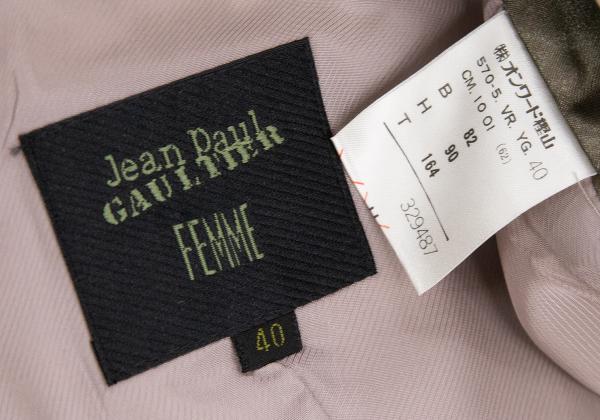 Jean Paul
GAULTIER
FEMME
40
㈱オンワード樫山
570-5. VR. YG. 40
CM. 10 01 (62)
B 82
H 90
T 164
329487